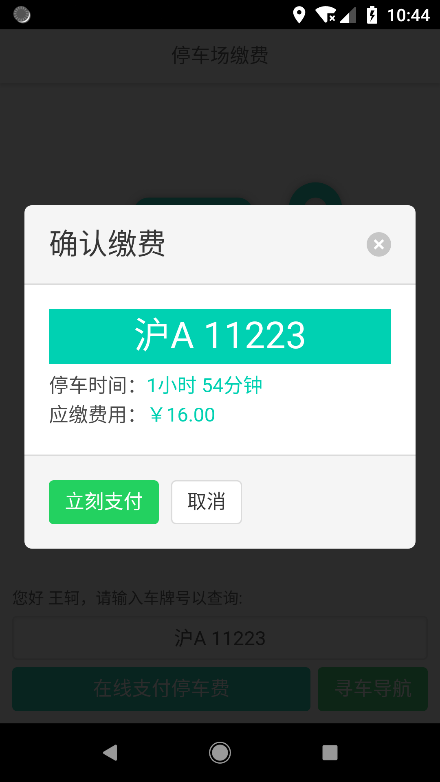 10:44
停车场缴费
确认缴费
沪A 11223
停车时间：1小时 54分钟
应缴费用：￥16.00
立刻支付 取消
您好 王轲，请输入车牌号以查询:
沪A 11223
在线支付停车费 寻车导航